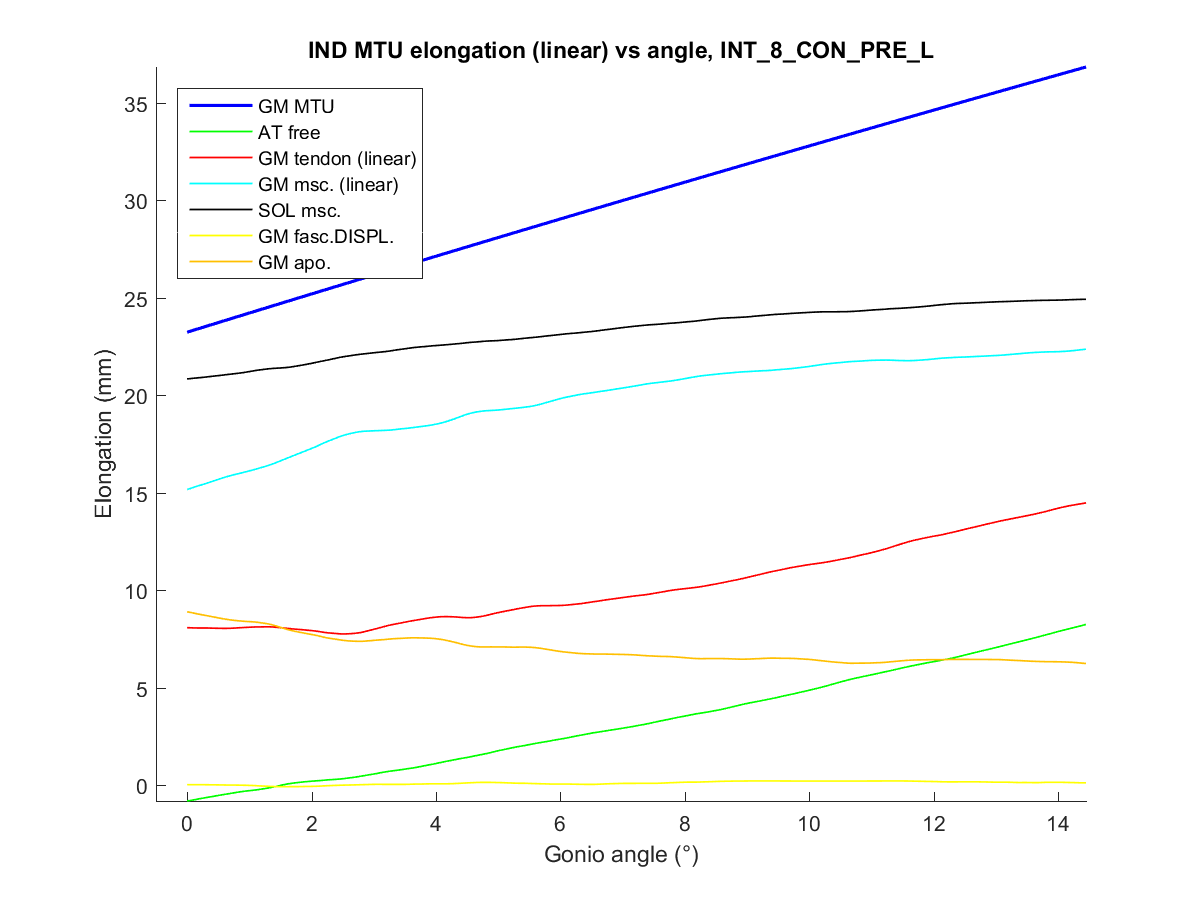 IND MTU elongation (linear) vs angle, INT_8_CON_PRE_L
GM MTU
AT free
GM tendon (linear)
GM msc. (linear)
SOL msc.
GM fasc.DISPL.
GM apo.
Elongation (mm)
35
30
25
20
15
10
5
0
0 2 4 6 8 10 12 14
Gonio angle (°)